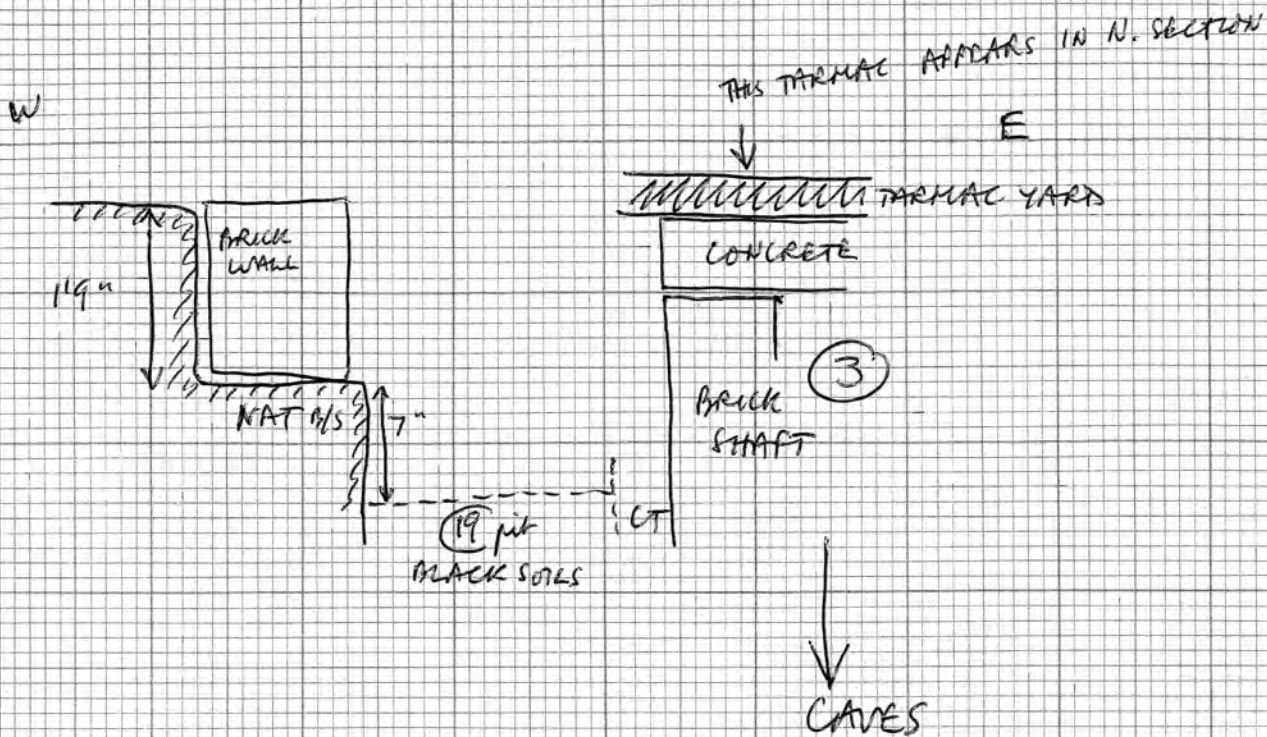 THIS TARMAC APPEARS IN N. SECTION
W
E
TARMAC YARD
BRICK
WALL
CONCRETE
1'9"
3
NAT B/S
7"
BRICK
SHAFT
19 pit
CT
BLACK SOILS
CAVES